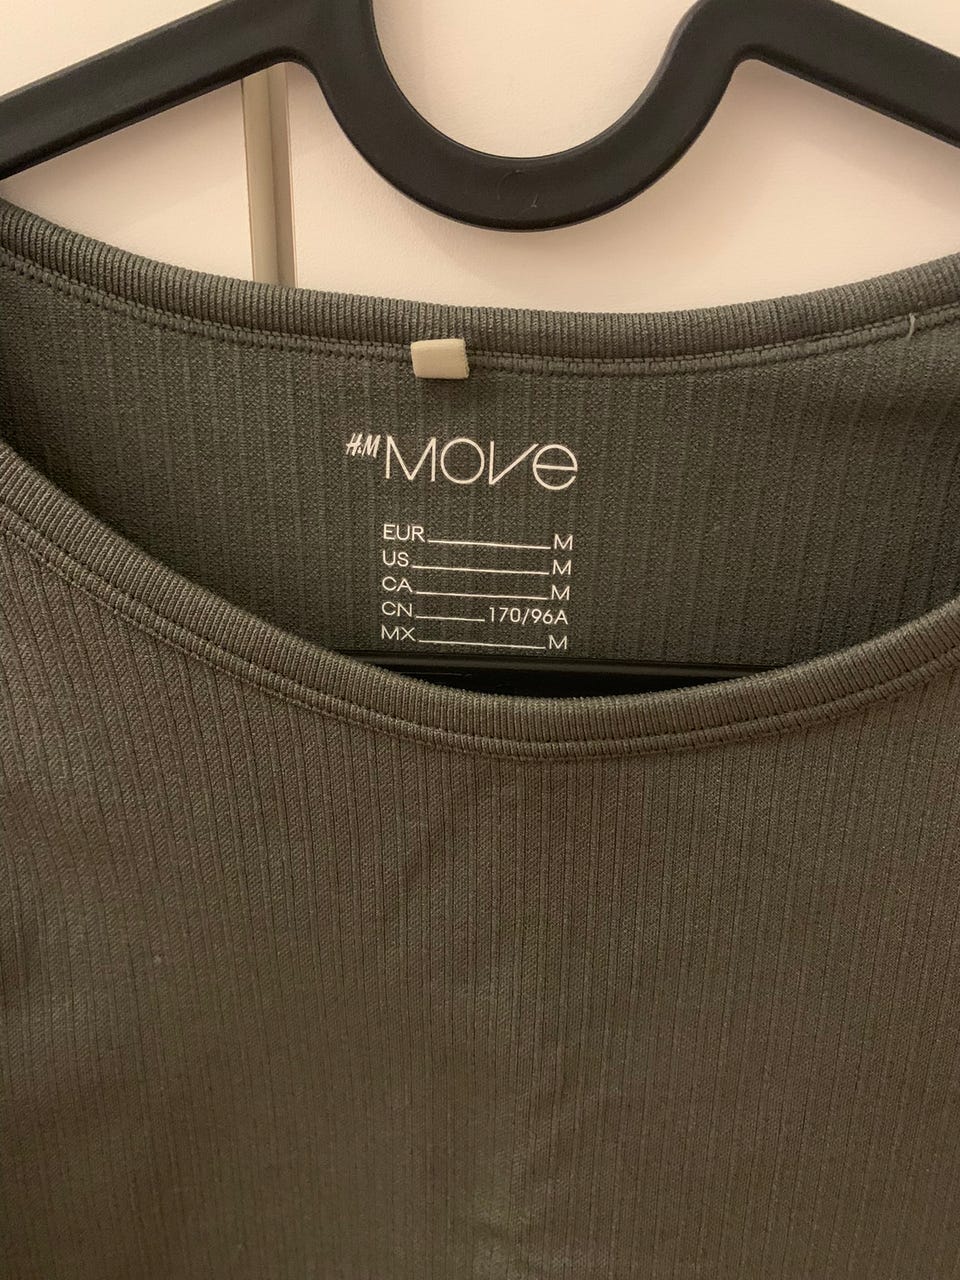 H&M MOVE
EUR M
US M
CA M
CN 170/96A
MX M